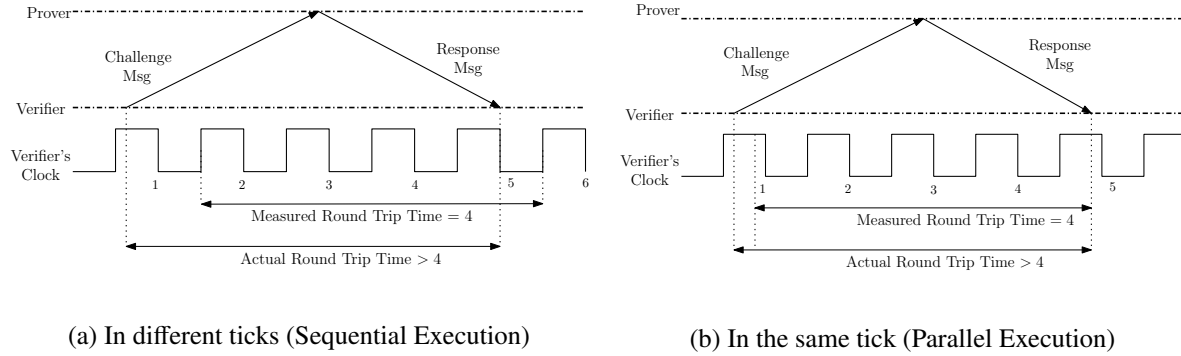 Prover
Challenge
Msg
Response
Msg
Verifier
Verifier's
Clock
1
2
3
4
5
6
Measured Round Trip Time = 4
Actual Round Trip Time > 4
(a) In different ticks (Sequential Execution)
Prover
Challenge
Msg
Response
Msg
Verifier
Verifier's
Clock
1
2
3
4
5
Measured Round Trip Time = 4
Actual Round Trip Time > 4
(b) In the same tick (Parallel Execution)